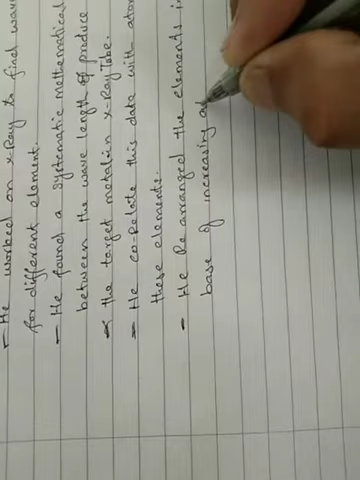 - He worked on x-Ray to find wave
for different element.
- He found a systematic mathematical
between the wave length of produce
the target metal in x-Ray Tube.
- He co-relate this data with atom
these elements.
- He Re arranged the elements in
base of increasing at